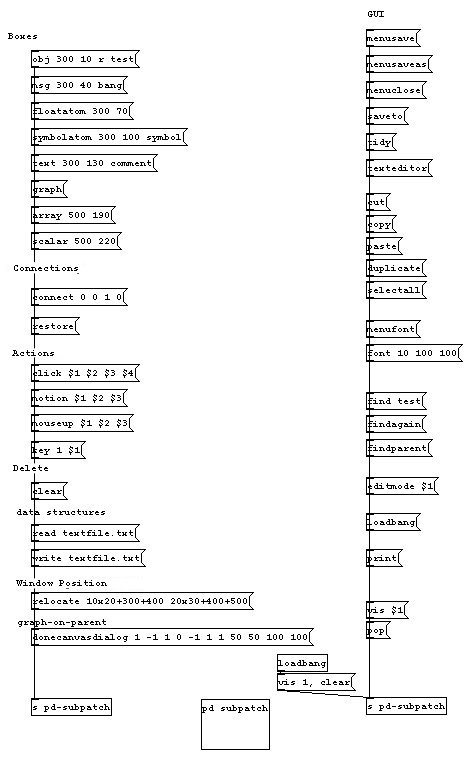 Boxes
obj 300 10 r test
msg 300 40 bang
floatatom 300 70
symbolatom 300 100 symbol
text 300 130 comment
graph
array 500 190
scalar 500 220
Connections
connect 0 0 1 0
restore
Actions
click $1 $2 $3 $4
motion $1 $2 $3
mouseup $1 $2 $3
key 1 $1
Delete
clear
data structures
read textfile.txt
write textfile.txt
Window Position
relocate 10x20+300+400 20x30+400+500
graph-on-parent
donecanvasdialog 1 -1 1 0 -1 1 1 50 50 100 100
s pd-subpatch
pd subpatch
loadbang
vis 1, clear
GUI
menusave
menusaveas
menuclose
saveto
tidy
texteditor
cut
copy
paste
duplicate
selectall
menufont
font 10 100 100
find test
findagain
findparent
editmode $1
loadbang
print
vis $1
pop
s pd-subpatch